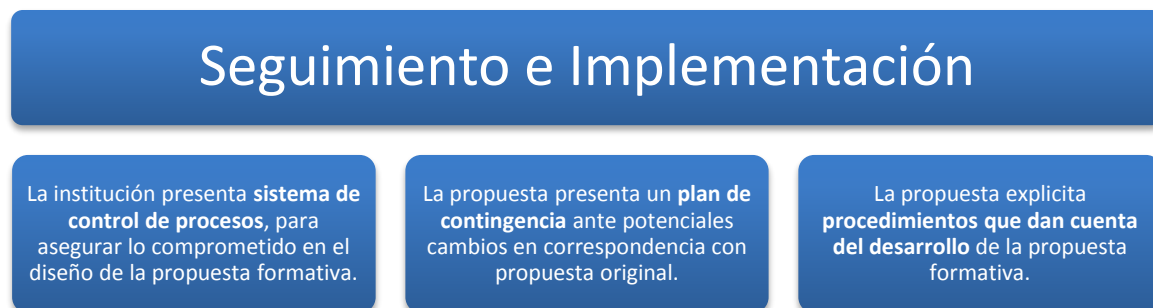 Seguimiento e Implementación
La institución presenta sistema de
control de procesos, para
asegurar lo comprometido en el
diseño de la propuesta formativa.
La propuesta presenta un plan de
contingencia ante potenciales
cambios en correspondencia con
propuesta original.
La propuesta explicita
procedimientos que dan cuenta
del desarrollo de la propuesta
formativa.